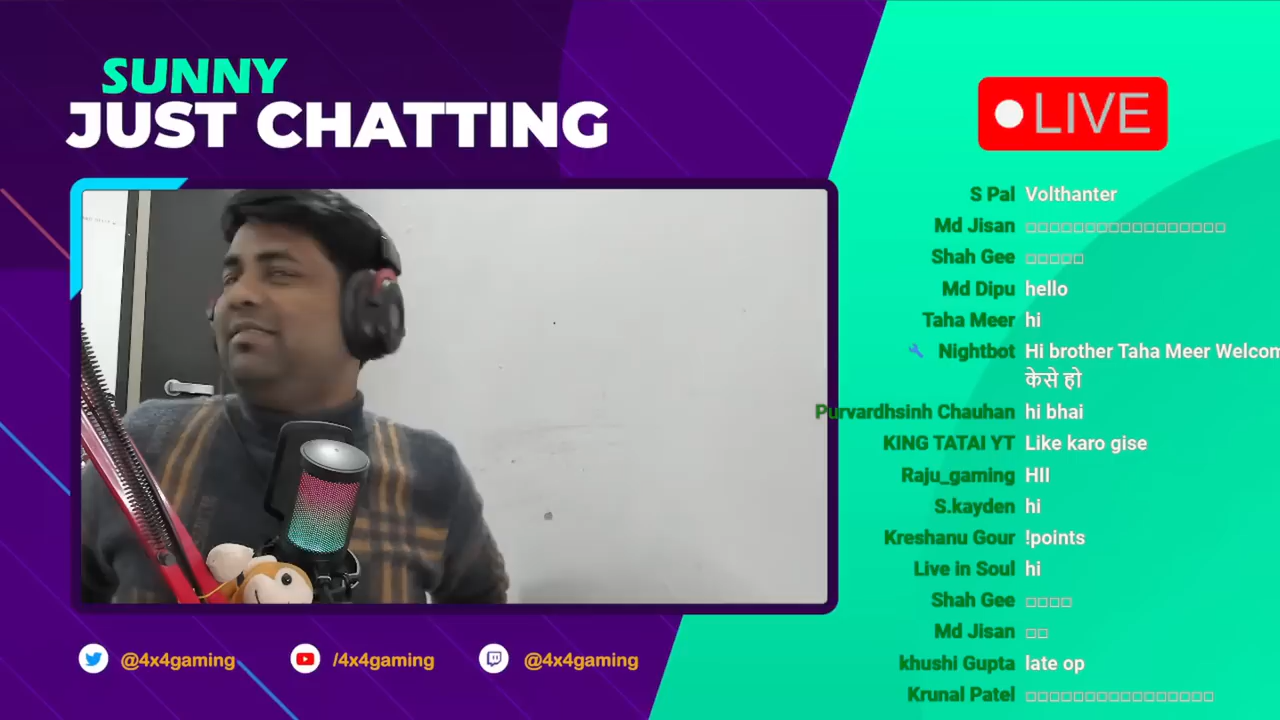 SUNNY
JUST CHATTING
LIVE
S Pal Volthanter
Md Jisan
Shah Gee
Md Dipu hello
Taha Meer hi
Nightbot Hi brother Taha Meer Welcom
केसे हो
Purvardhsinh Chauhan hi bhai
KING TATAI YT Like karo gise
Raju_gaming HII
S.kayden hi
Kreshanu Gour !points
Live in Soul hi
Shah Gee
Md Jisan
khushi Gupta late op
Krunal Patel
@4x4gaming /4x4gaming @4x4gaming